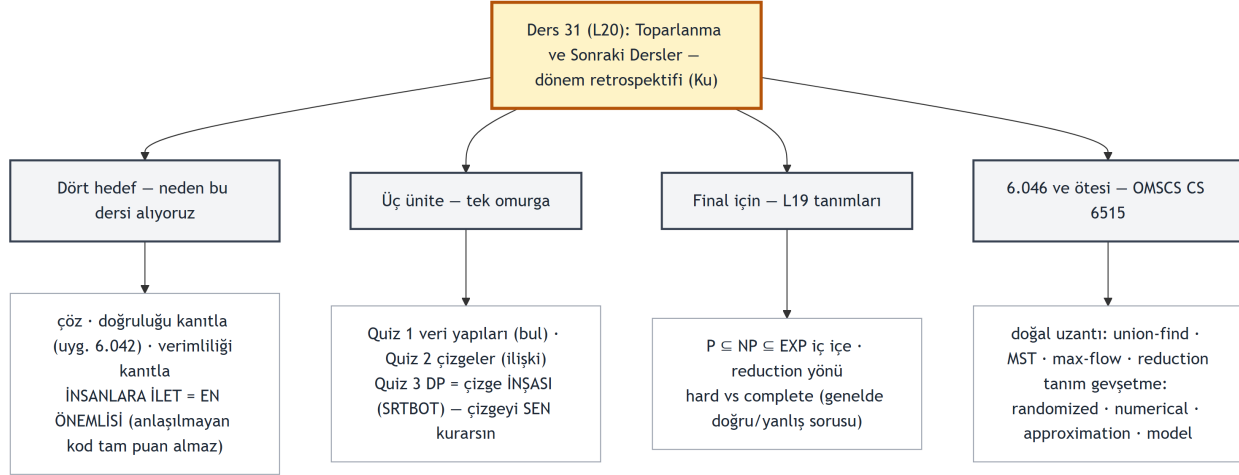 Ders 31 (L20): Toparlanma
ve Sonraki Dersler —
dönem retrospektifi (Ku)
Dört hedef — neden bu
dersi alıyoruz
Üç ünite — tek omurga
Final için — L19 tanımları
6.046 ve ötesi — OMSCS CS
6515
çöz · doğruluğu kanıtla
(uyg. 6.042) · verimliliği
kanıtla
İNSANLARA İLET = EN
ÖNEMLİSİ (anlaşılmayan
kod tam puan almaz)
Quiz 1 veri yapıları (bul) ·
Quiz 2 çizgeler (ilişki)
Quiz 3 DP = çizge İNŞASI
(SRTBOT) — çizgeyi SEN
kurarsın
P ⊆ NP ⊆ EXP iç içe ·
reduction yönü
hard vs complete (genelde
doğru/yanlış sorusu)
doğal uzantı: union-find ·
MST · max-flow · reduction
tanım gevşetme:
randomized · numerical ·
approximation · model